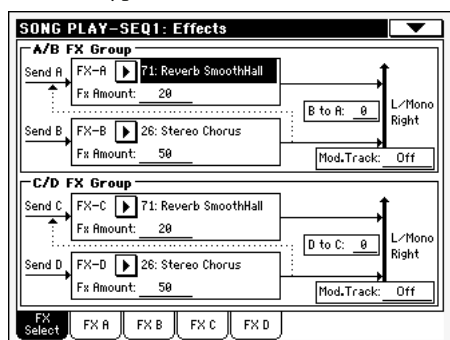 SONG PLAY-SEQ1: Effects
A/B FX Group
Send A FX-A 71: Reverb SmoothHall
Fx Amount: 20
B to A: 0 L/Mono
Right
Send B FX-B 26: Stereo Chorus
Fx Amount: 50 Mod.Track: Off
C/D FX Group
Send C FX-C 71: Reverb SmoothHall
Fx Amount: 20
D to C: 0 L/Mono
Right
Send D FX-D 26: Stereo Chorus
Fx Amount: 50 Mod.Track: Off
FX Select FX A FX B FX C FX D